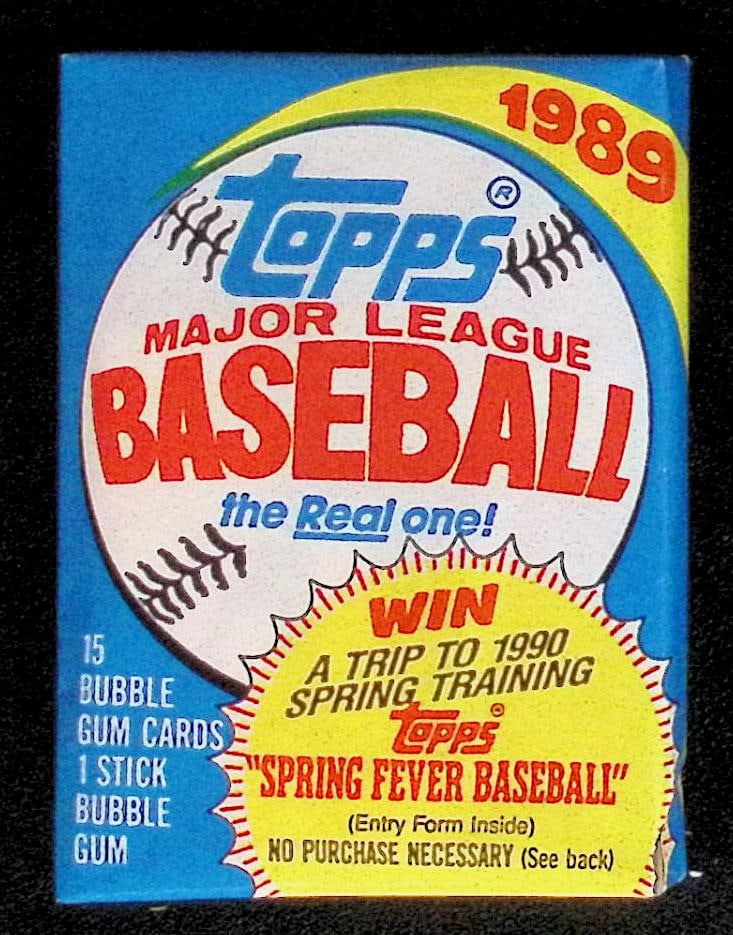 1989
topps ®
MAJOR LEAGUE
BASEBALL
the Real one!
WIN
A TRIP TO 1990
SPRING TRAINING
topps®
"SPRING FEVER BASEBALL"
(Entry Form Inside)
NO PURCHASE NECESSARY (See back)
15
BUBBLE
GUM CARDS
1 STICK
BUBBLE
GUM